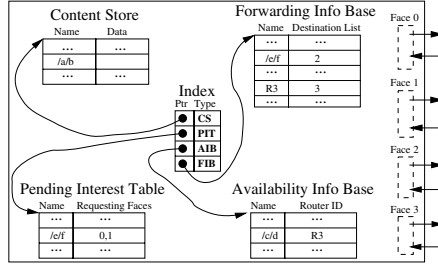 Content Store
Name Data
... ...
/a/b
... ...
Forwarding Info Base
Name Destination List
... ...
/e/f 2
R3 3
... ...
Index
Ptr Type
CS
PIT
AIB
FIB
Pending Interest Table
Name Requesting Faces
... ...
/e/f 0,1
... ...
Availability Info Base
Name Router ID
... ...
/c/d R3
... ...
Face 0
Face 1
Face 2
Face 3